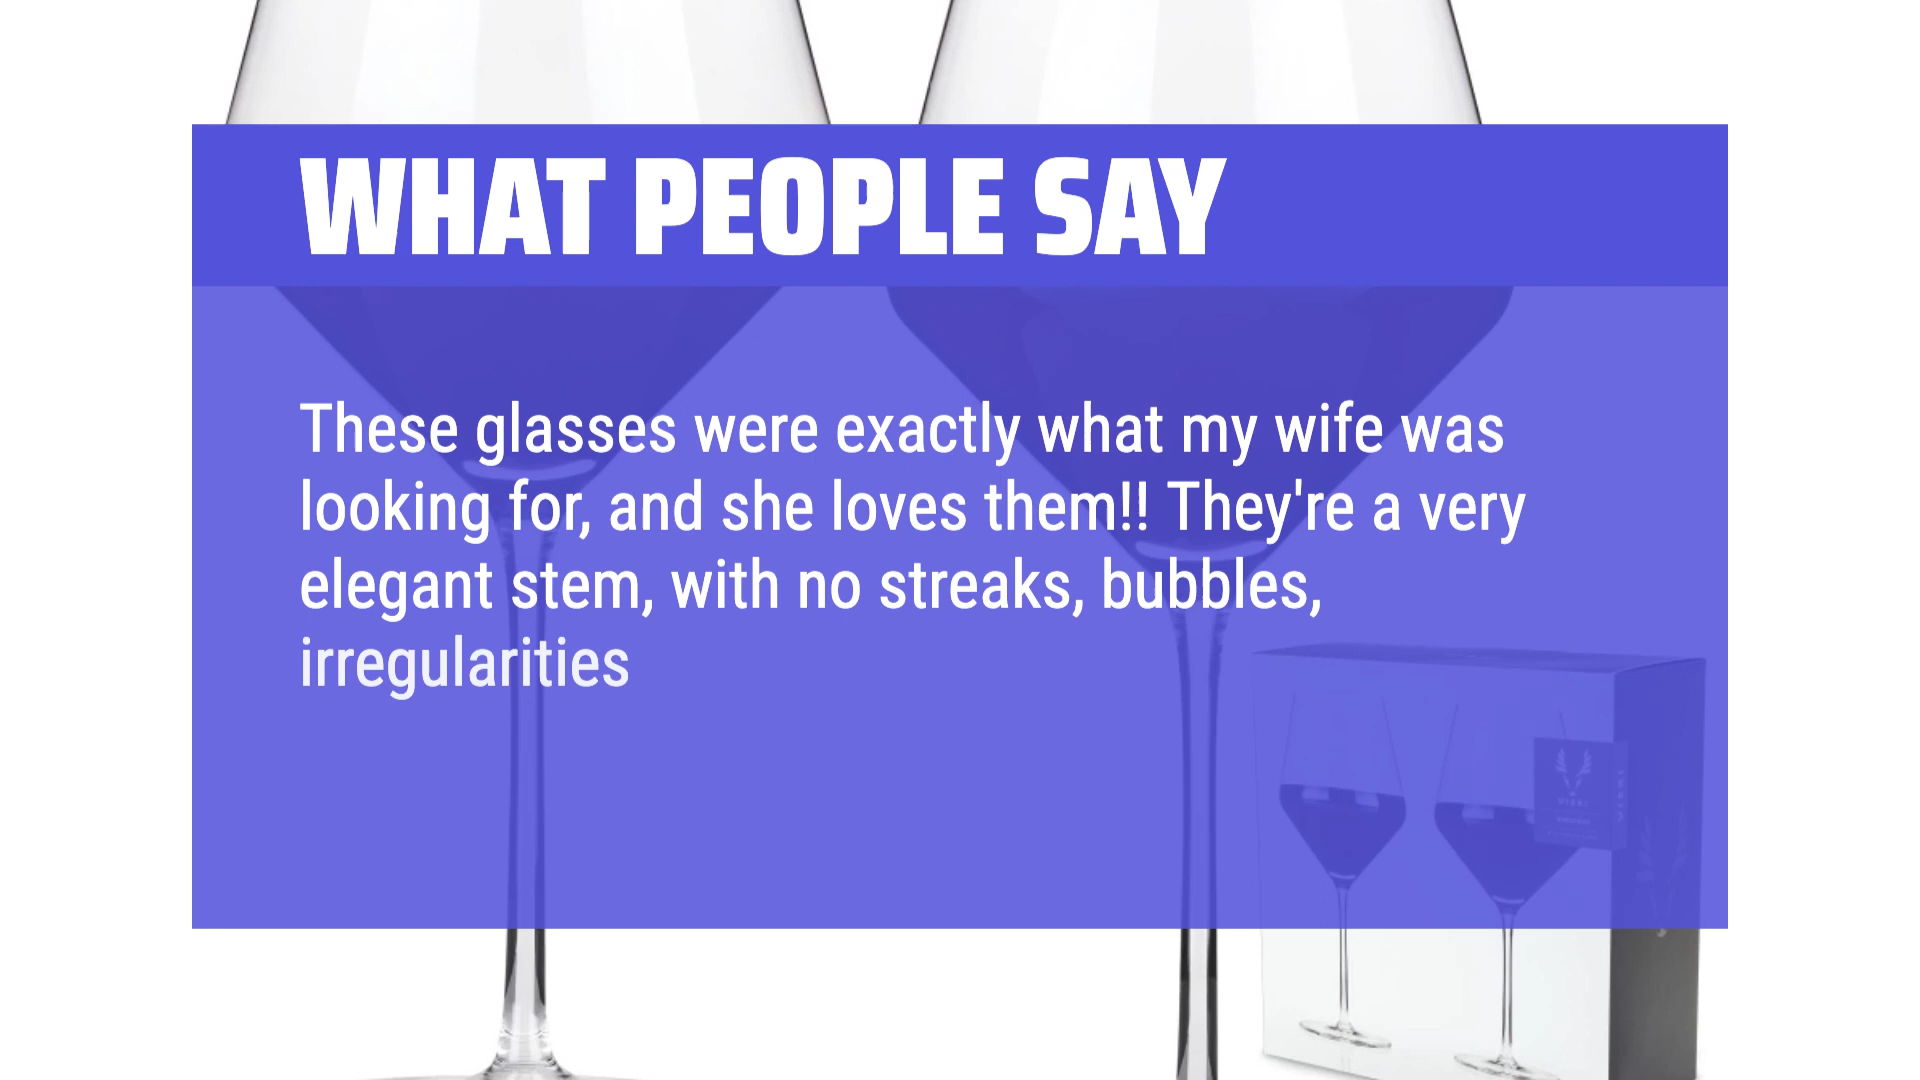 WHAT PEOPLE SAY
These glasses were exactly what my wife was
looking for, and she loves them!! They're a very
elegant stem, with no streaks, bubbles,
irregularities